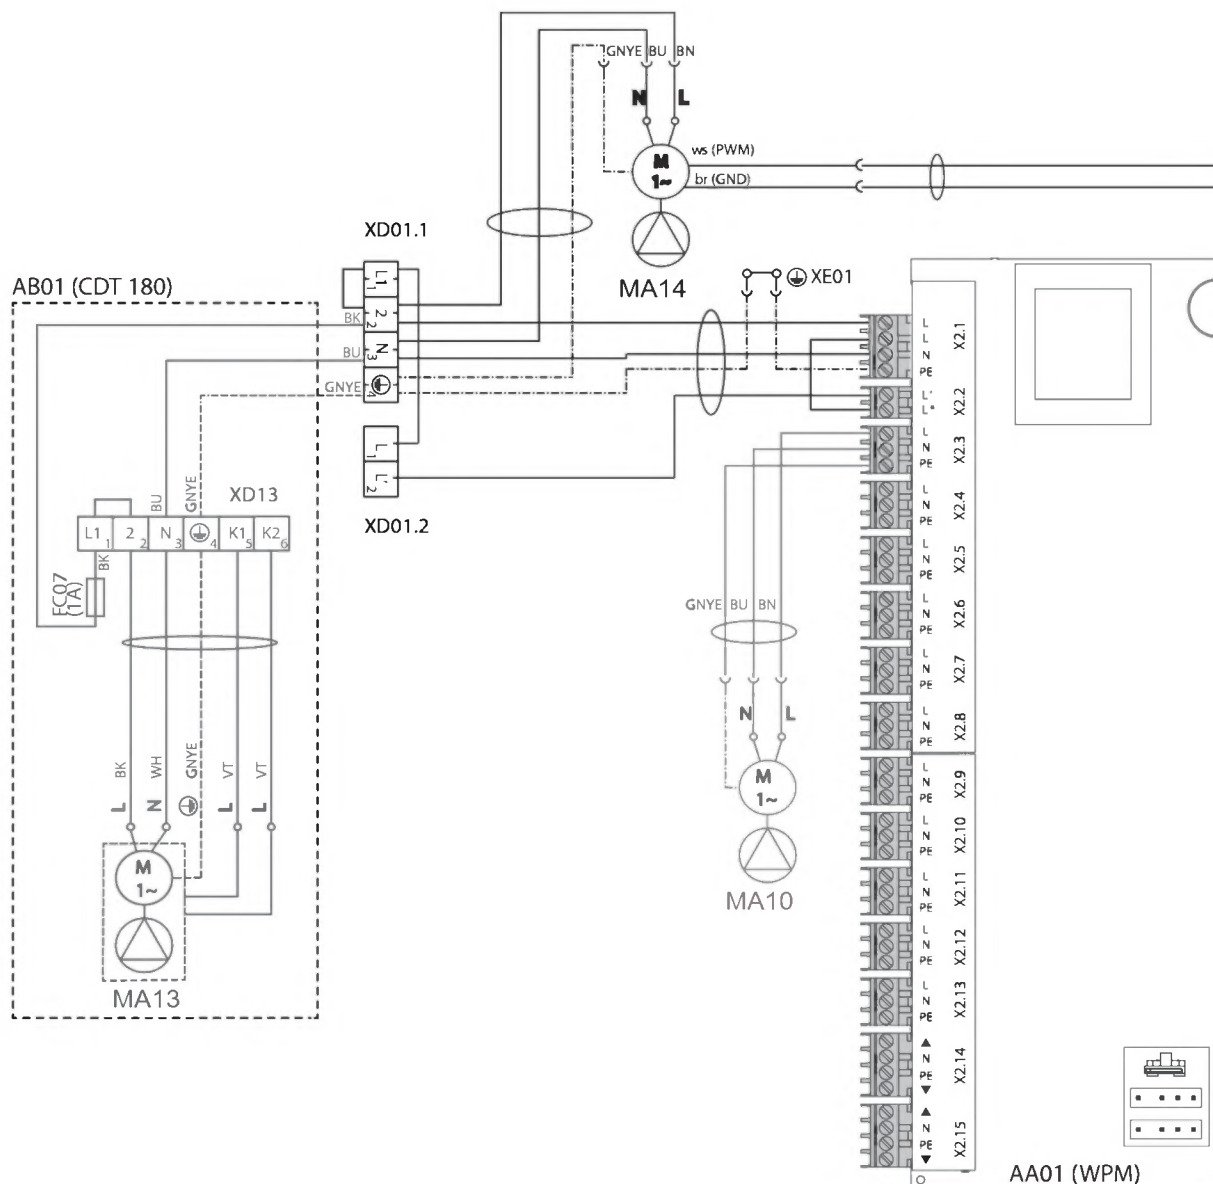 GNYE BU BN
N L
ws (PWM)
M
1~
br (GND)
MA14
XD01.1
L1 1
2 2
N 3
4
XE01
AB01 (CDT 180)
BK
BU
GNYE
L 1
L' 2
XD01.2
BU
GNYE
XD13
L1 1 2 2 N 3 4 K1 5 K2 6
BK
FC07
(1A)
BK
WH
GNYE
VT
VT
L
N
L
L
M
1~
MA13
GNYE BU BN
N L
M
1~
MA10
L
L
N
PE
X2.1
L'
L*
X2.2
L
N
PE
X2.3
L
N
PE
X2.4
L
N
PE
X2.5
L
N
PE
X2.6
L
N
PE
X2.7
L
N
PE
X2.8
L
N
PE
X2.9
L
N
PE
X2.10
L
N
PE
X2.11
L
N
PE
X2.12
L
N
PE
X2.13
▲
N
PE
▼
X2.14
▲
N
PE
▼
X2.15
AA01 (WPM)